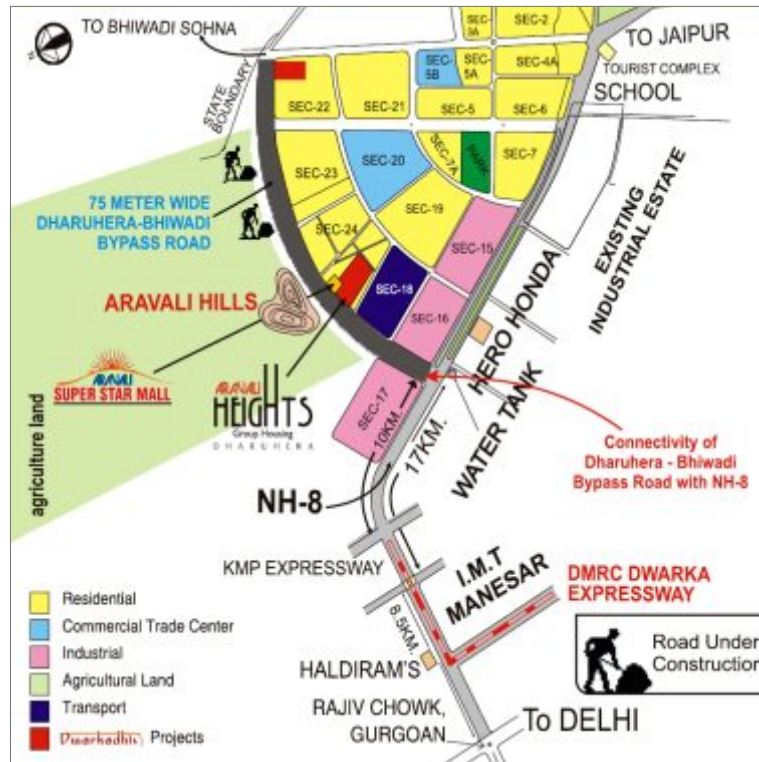 TO BHIWADI SOHNA
SEC-3A
SEC-2
TO JAIPUR
STATE BOUNDARY
SEC-22
SEC-21
SEC-5B
SEC-5A
SEC-4A
TOURIST COMPLEX
SCHOOL
SEC-5
SEC-6
SEC-23
SEC-20
SEC-7A
PARK
SEC-7
75 METER WIDE
DHARUHERA-BHIWADI
BYPASS ROAD
SEC-24
SEC-19
SEC-15
EXISTING
INDUSTRIAL ESTATE
ARAVALI HILLS
SEC-18
SEC-16
HERO HONDA
WATER TANK
ARAVALI
SUPER STAR MALL
ARAVALI
HEIGHTS
Group Housing
DHARUHERA
SEC-17
10KM.
17KM.
Connectivity of
Dharuhera - Bhiwadi
Bypass Road with NH-8
agriculture land
NH-8
KMP EXPRESSWAY
I.M.T
MANESAR
DMRC DWARKA
EXPRESSWAY
8.5KM.
Residential
Commercial Trade Center
Industrial
Agricultural Land
Transport
Dwarkadhis Projects
HALDIRAM'S
Road Under
Construction
RAJIV CHOWK,
GURGOAN
To DELHI